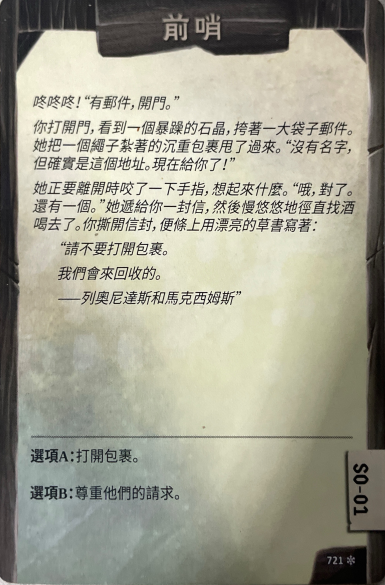 前哨
咚咚咚!“有郵件,開門。”
你打開門,看到一個暴躁的石晶,挎著一大袋子郵件。
她把一個繩子紮著的沉重包裹甩了過來。“沒有名字,
但確實是這個地址。現在給你了!”
她正要離開時咬了一下手指,想起來什麼。“哦,對了。
還有一個。”她遞給你一封信,然後慢悠悠地徑直找酒
喝去了。你撕開信封,便條上用漂亮的草書寫著:
“請不要打開包裹。
我們會來回收的。
——列奧尼達斯和馬克西姆斯”
選項A:打開包裹。
選項B:尊重他們的請求。
SO-01
721 ✻